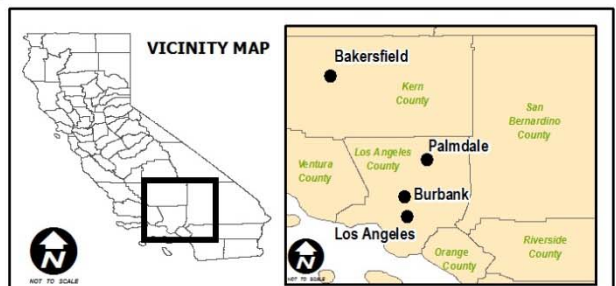 VICINITY MAP
N
NOT TO SCALE
Bakersfield
Kern
County
San
Bernardino
County
Los Angeles
County
Palmdale
Ventura
County
Burbank
Los Angeles
Orange
County
Riverside
County
N
NOT TO SCALE